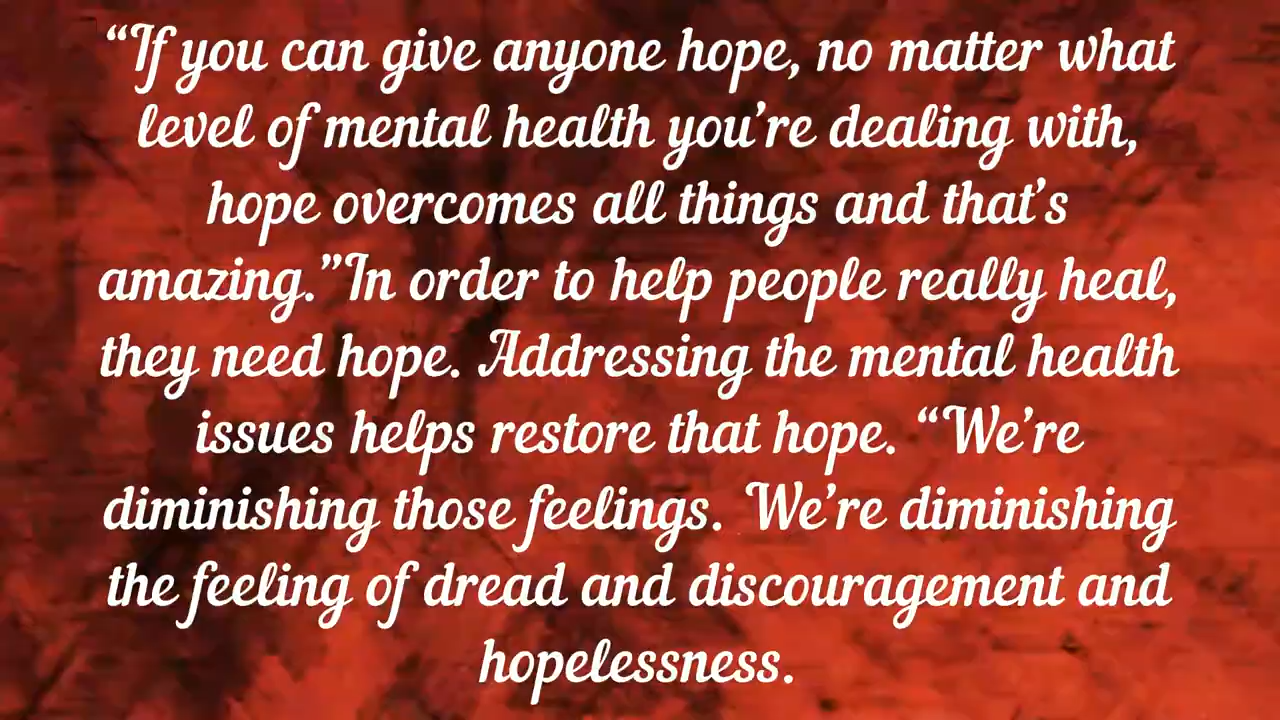 “If you can give anyone hope, no matter what
level of mental health you’re dealing with,
hope overcomes all things and that’s
amazing.”In order to help people really heal,
they need hope. Addressing the mental health
issues helps restore that hope. “We’re
diminishing those feelings. We’re diminishing
the feeling of dread and discouragement and
hopelessness.